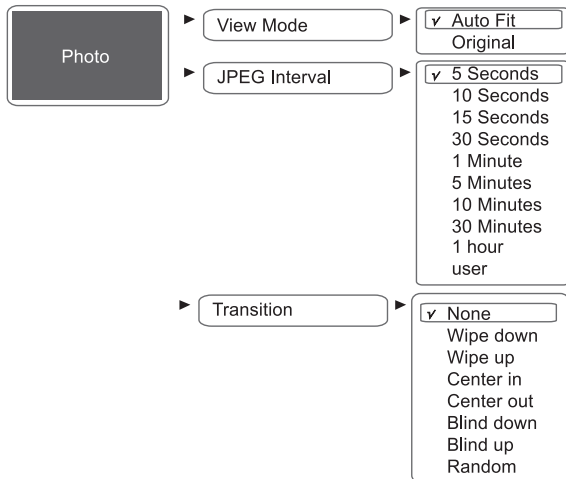 Photo
View Mode
Auto Fit
Original
JPEG Interval
5 Seconds
10 Seconds
15 Seconds
30 Seconds
1 Minute
5 Minutes
10 Minutes
30 Minutes
1 hour
user
Transition
None
Wipe down
Wipe up
Center in
Center out
Blind down
Blind up
Random